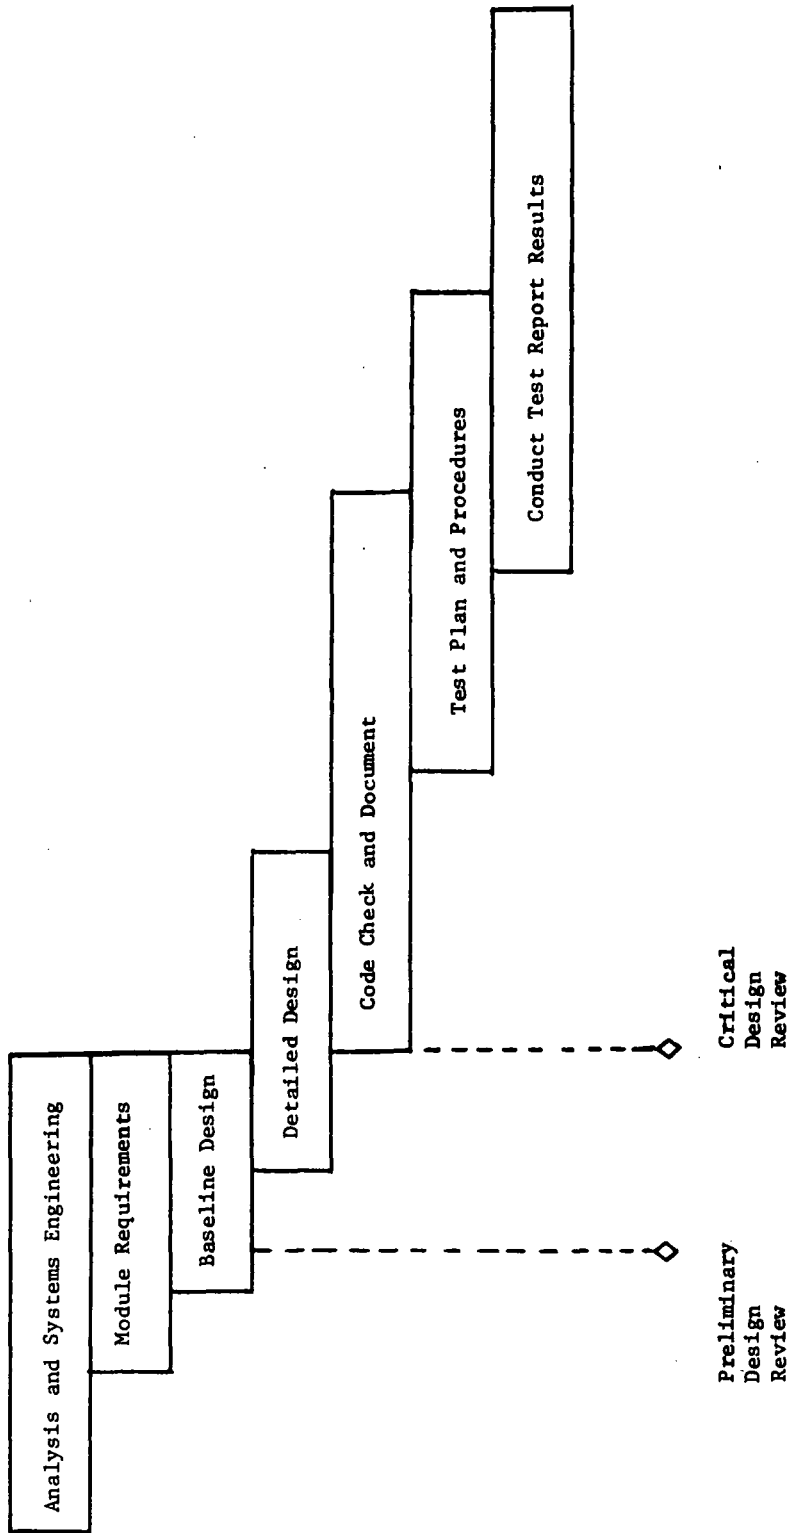 Analysis and Systems Engineering
Module Requirements
Baseline Design
Detailed Design
Code Check and Document
Test Plan and Procedures
Conduct Test Report Results
Preliminary
Design
Review
Critical
Design
Review